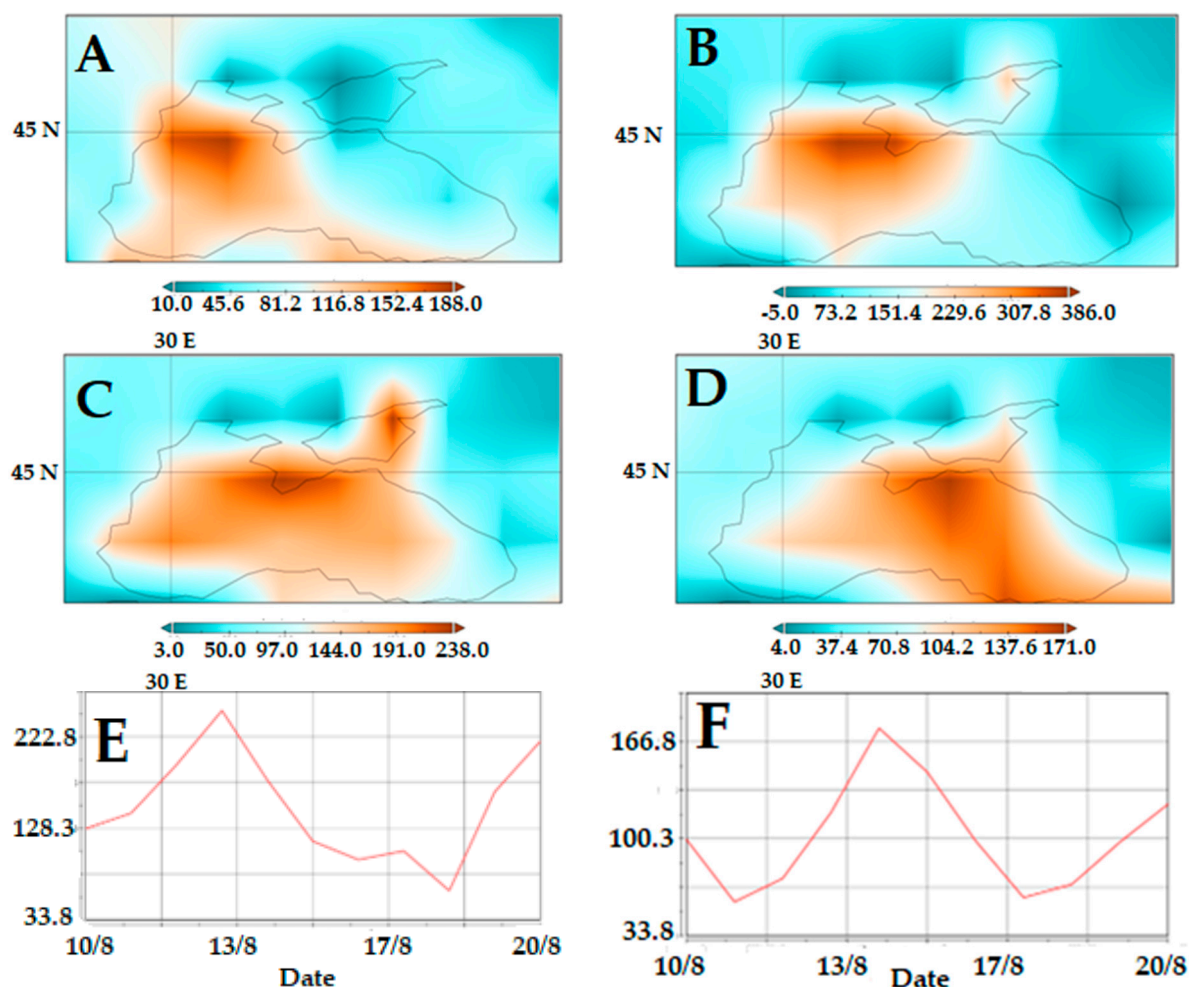 A
B
45 N
45 N
10.0 45.6 81.2 116.8 152.4 188.0
-5.0 73.2 151.4 229.6 307.8 386.0
30 E
30 E
C
D
45 N
45 N
3.0 50.0 97.0 144.0 191.0 238.0
4.0 37.4 70.8 104.2 137.6 171.0
30 E
30 E
E
222.8
128.3
33.8
10/8 13/8 17/8 20/8
Date
F
166.8
100.3
33.8
10/8 13/8 17/8 20/8
Date